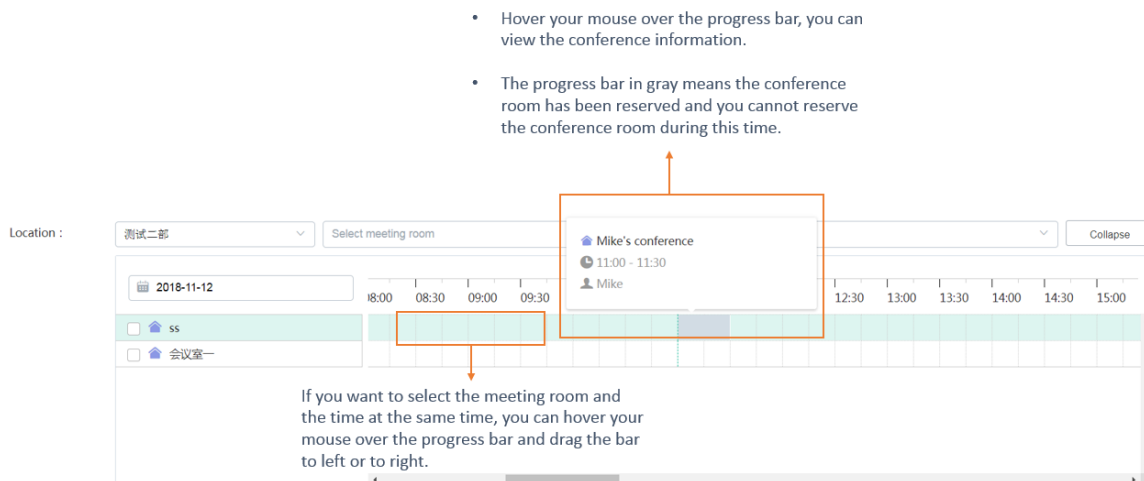 • Hover your mouse over the progress bar, you can
view the conference information.
• The progress bar in gray means the conference
room has been reserved and you cannot reserve
the conference room during this time.
Location :
测试二部
Select meeting room
Collapse
Mike's conference
11:00 - 11:30
Mike
2018-11-12
08:30 09:00 09:30
12:30 13:00 13:30 14:00 14:30 15:00
ss
会议室一
If you want to select the meeting room and
the time at the same time, you can hover your
mouse over the progress bar and drag the bar
to left or to right.